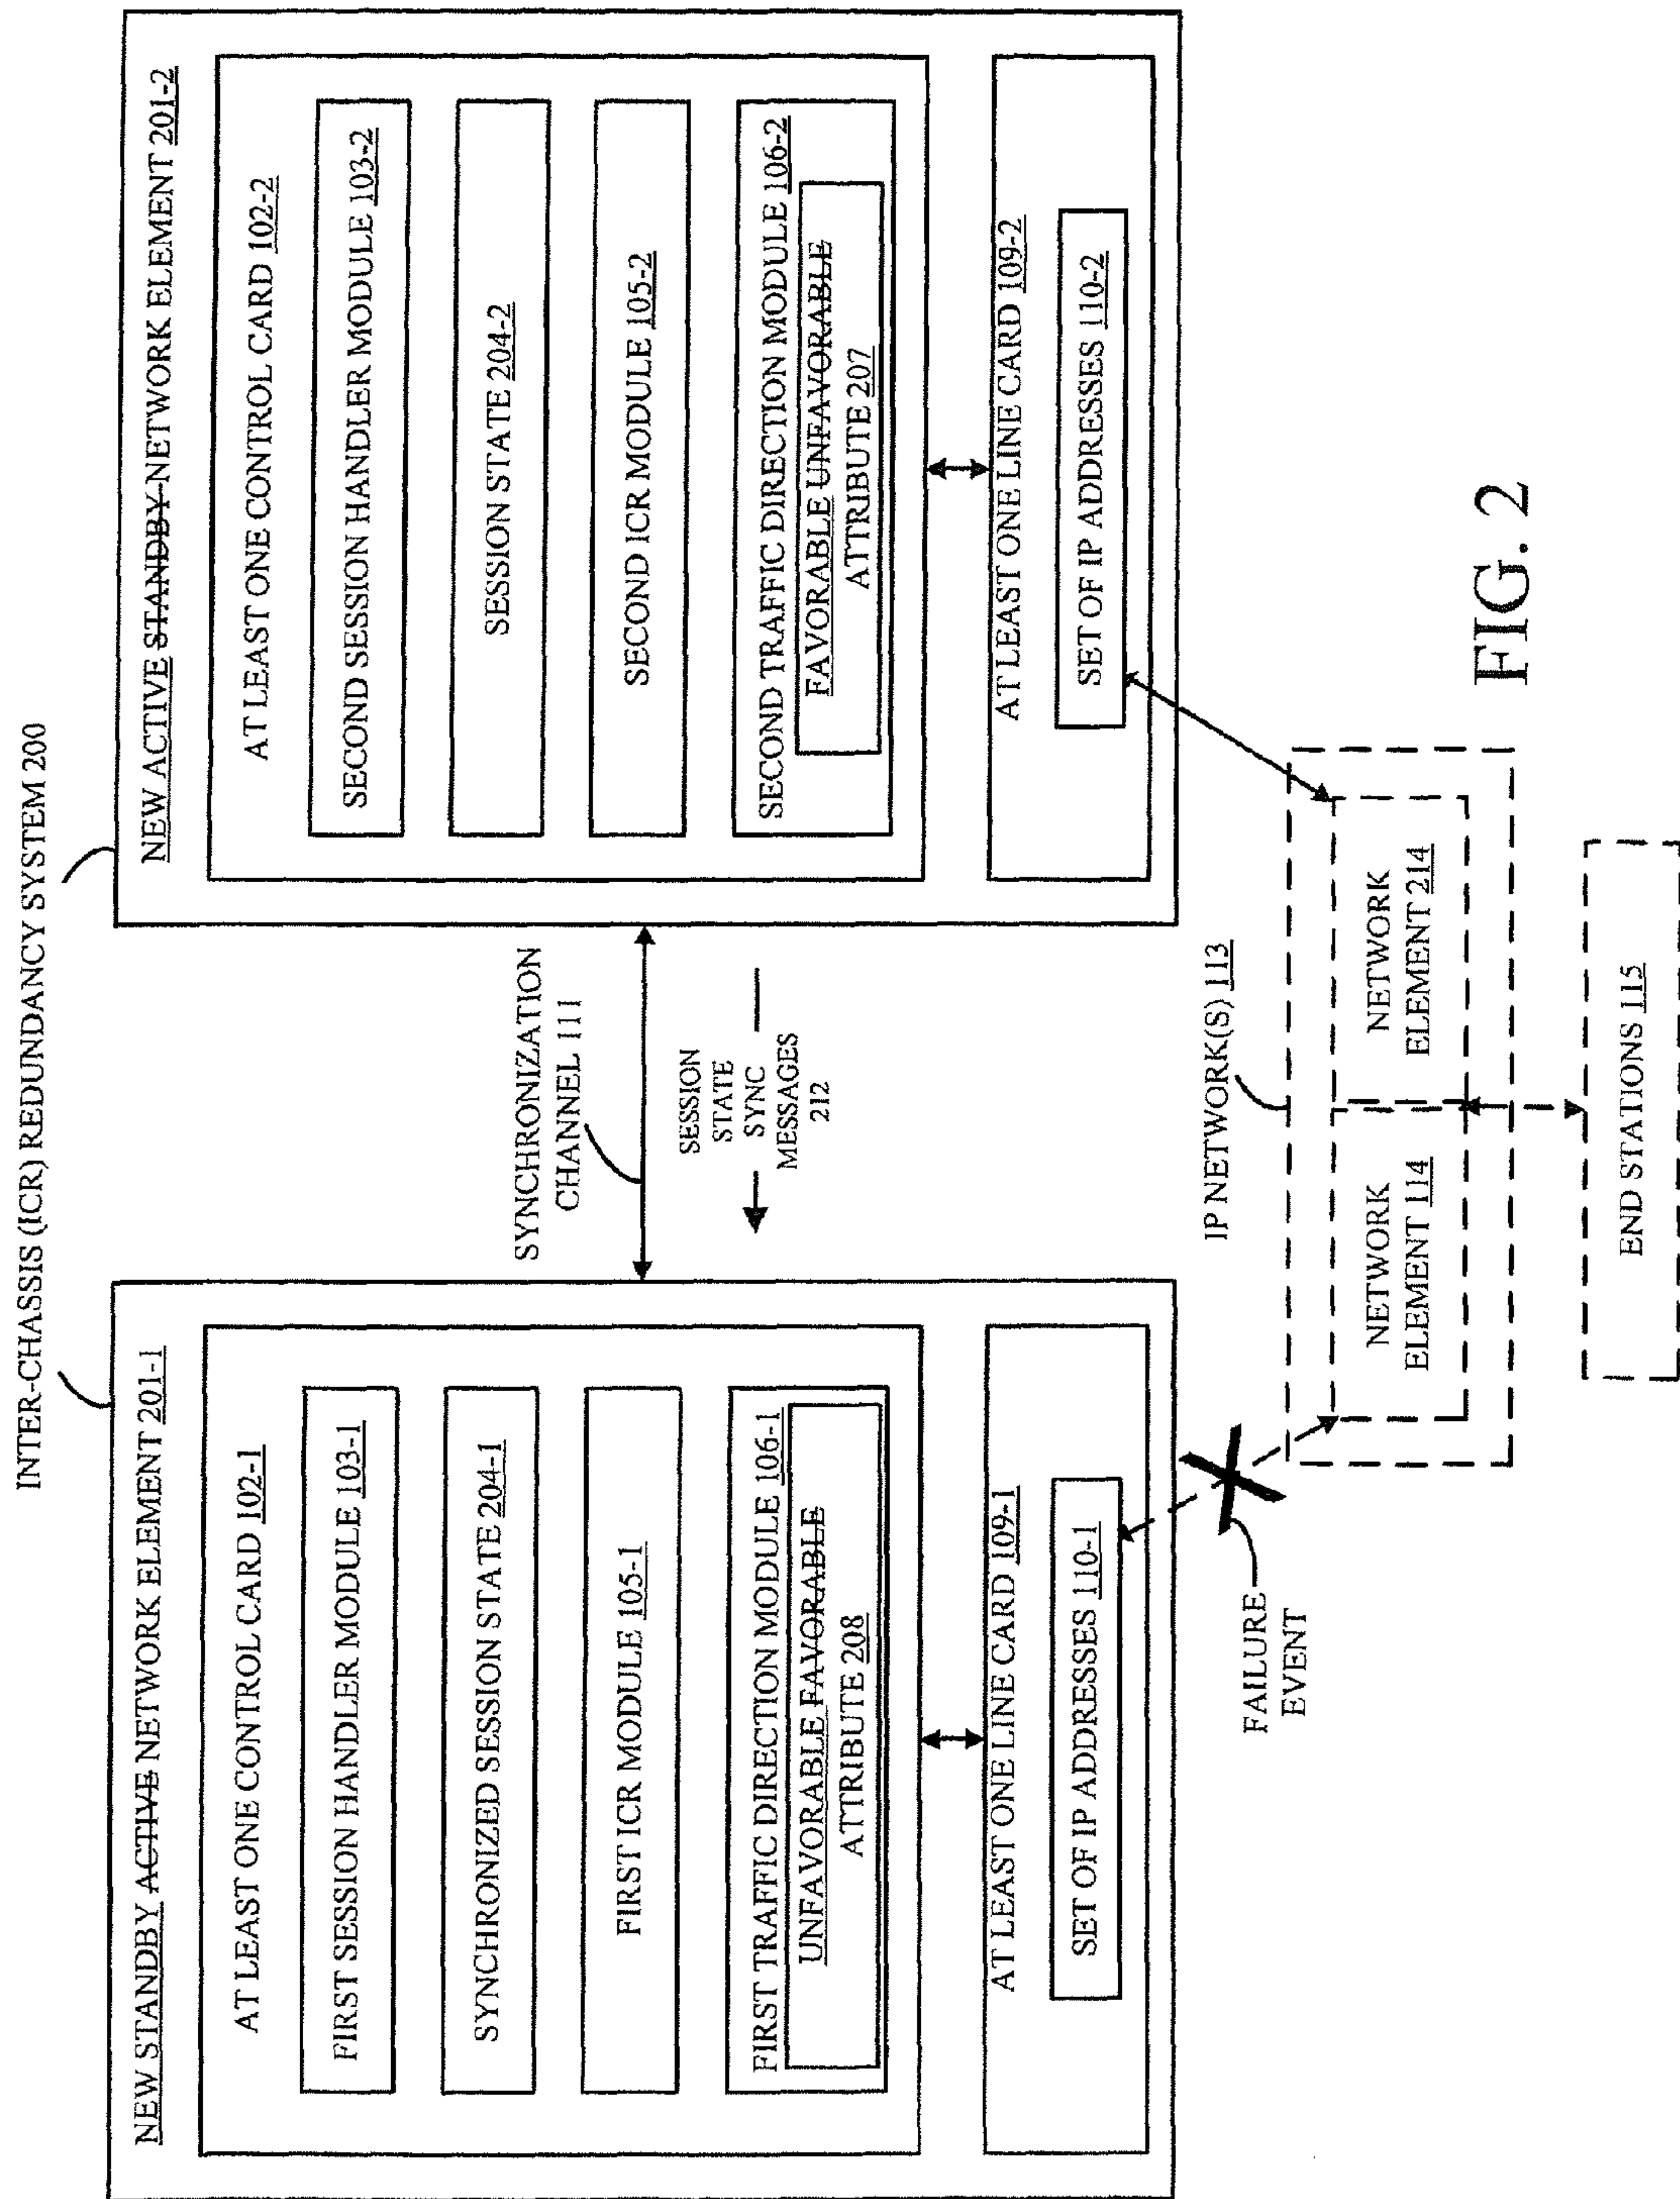 INTER-CHASSIS (ICR) REDUNDANCY SYSTEM 200
NEW STANDBY ACTIVE NETWORK ELEMENT 201-1
AT LEAST ONE CONTROL CARD 102-1
FIRST SESSION HANDLER MODULE 103-1
SYNCHRONIZED SESSION STATE 204-1
FIRST ICR MODULE 105-1
FIRST TRAFFIC DIRECTION MODULE 106-1
UNFAVORABLE FAVORABLE
ATTRIBUTE 208
AT LEAST ONE LINE CARD 109-1
SET OF IP ADDRESSES 110-1
FAILURE
EVENT
SYNCHRONIZATION
CHANNEL 111
SESSION
STATE
SYNC
MESSAGES
212
NEW ACTIVE STANDBY NETWORK ELEMENT 201-2
AT LEAST ONE CONTROL CARD 102-2
SECOND SESSION HANDLER MODULE 103-2
SESSION STATE 204-2
SECOND ICR MODULE 105-2
SECOND TRAFFIC DIRECTION MODULE 106-2
FAVORABLE UNFAVORABLE
ATTRIBUTE 207
AT LEAST ONE LINE CARD 109-2
SET OF IP ADDRESSES 110-2
IP NETWORK(S) 113
NETWORK
ELEMENT 114
NETWORK
ELEMENT 214
END STATIONS 115
FIG. 2